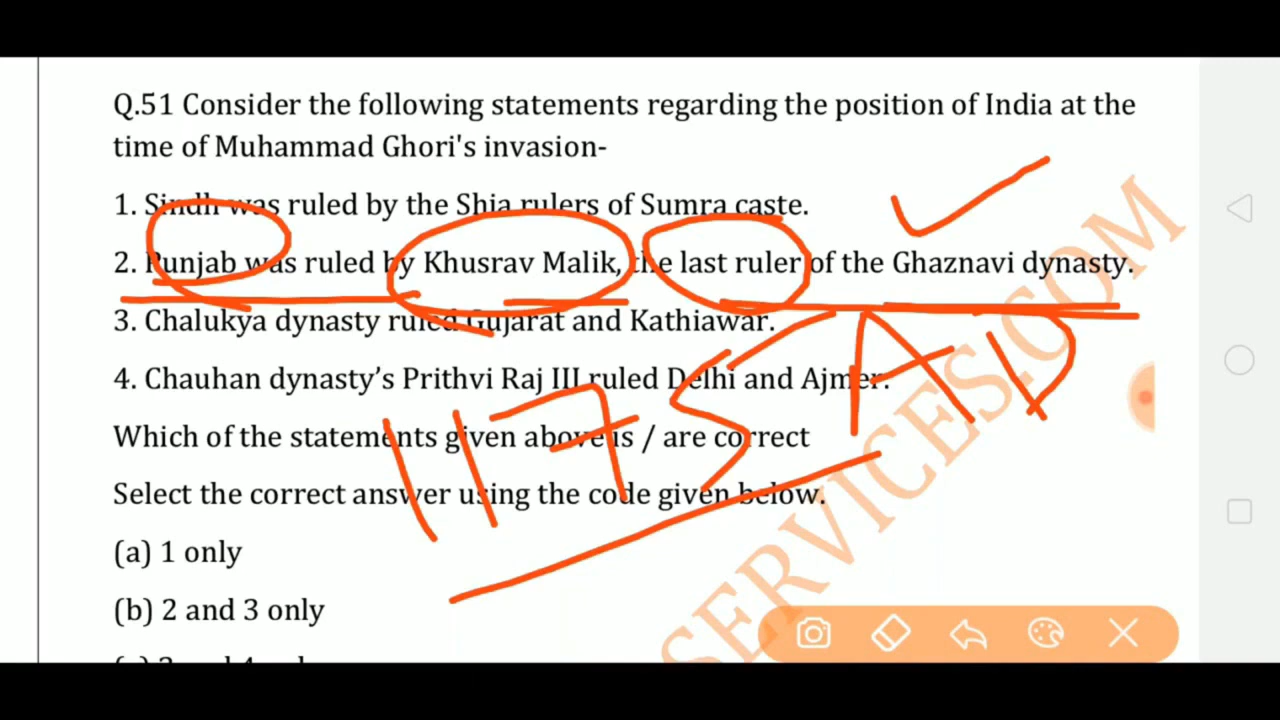 Q.51 Consider the following statements regarding the position of India at the
time of Muhammad Ghori's invasion-
1. Sindh was ruled by the Shia rulers of Sumra caste.
2. Punjab was ruled by Khusrav Malik, the last ruler of the Ghaznavi dynasty.
3. Chalukya dynasty ruled Gujarat and Kathiawar.
4. Chauhan dynasty’s Prithvi Raj III ruled Delhi and Ajmer.
1175 AD
Which of the statements given above is / are correct
Select the correct answer using the code given below.
(a) 1 only
(b) 2 and 3 only
SERVICES.COM